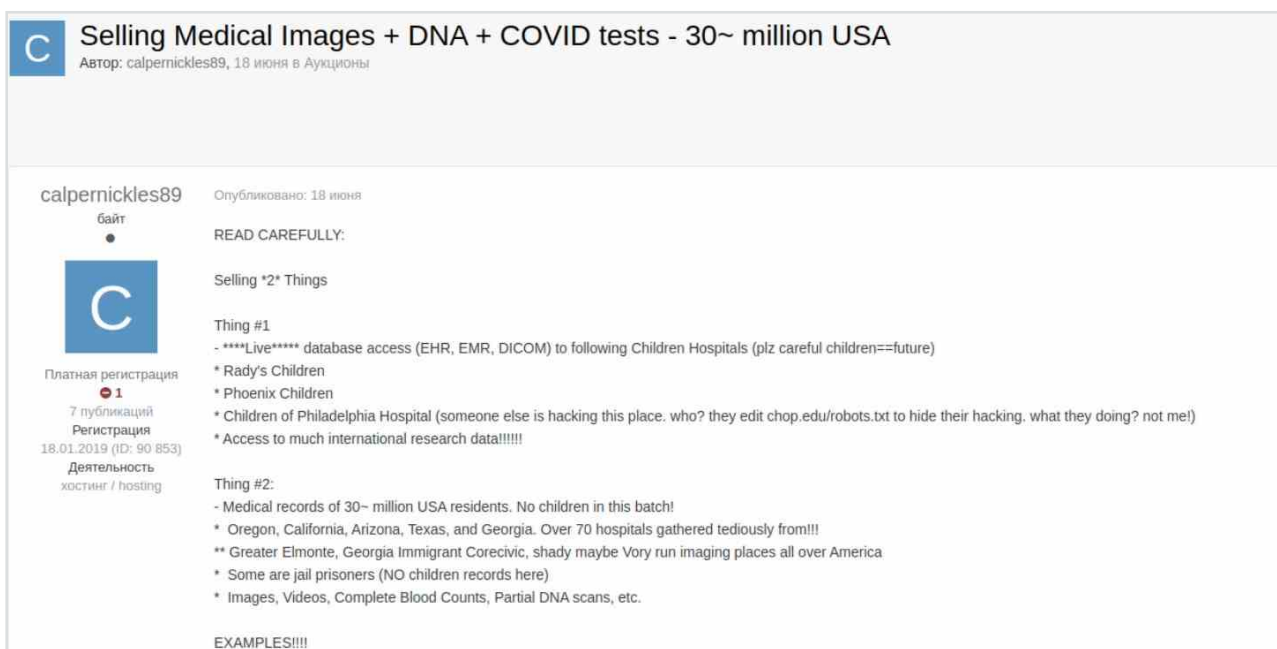 C
Selling Medical Images + DNA + COVID tests - 30~ million USA
Автор: calpernickles89, 18 июня в Аукционы
calpernickles89
байт
C
Платная регистрация
1
7 публикаций
Регистрация
18.01.2019 (ID: 90 853)
Деятельность
хостинг / hosting
Опубликовано: 18 июня
READ CAREFULLY:
Selling *2* Things
Thing #1
- ****Live***** database access (EHR, EMR, DICOM) to following Children Hospitals (plz careful children==future)
* Rady's Children
* Phoenix Children
* Children of Philadelphia Hospital (someone else is hacking this place. who? they edit chop.edu/robots.txt to hide their hacking. what they doing? not me!)
* Access to much international research data!!!!!!
Thing #2:
- Medical records of 30~ million USA residents. No children in this batch!
* Oregon, California, Arizona, Texas, and Georgia. Over 70 hospitals gathered tediously from!!!
** Greater Elmonte, Georgia Immigrant Corecivic, shady maybe Vory run imaging places all over America
* Some are jail prisoners (NO children records here)
* Images, Videos, Complete Blood Counts, Partial DNA scans, etc.
EXAMPLES!!!!